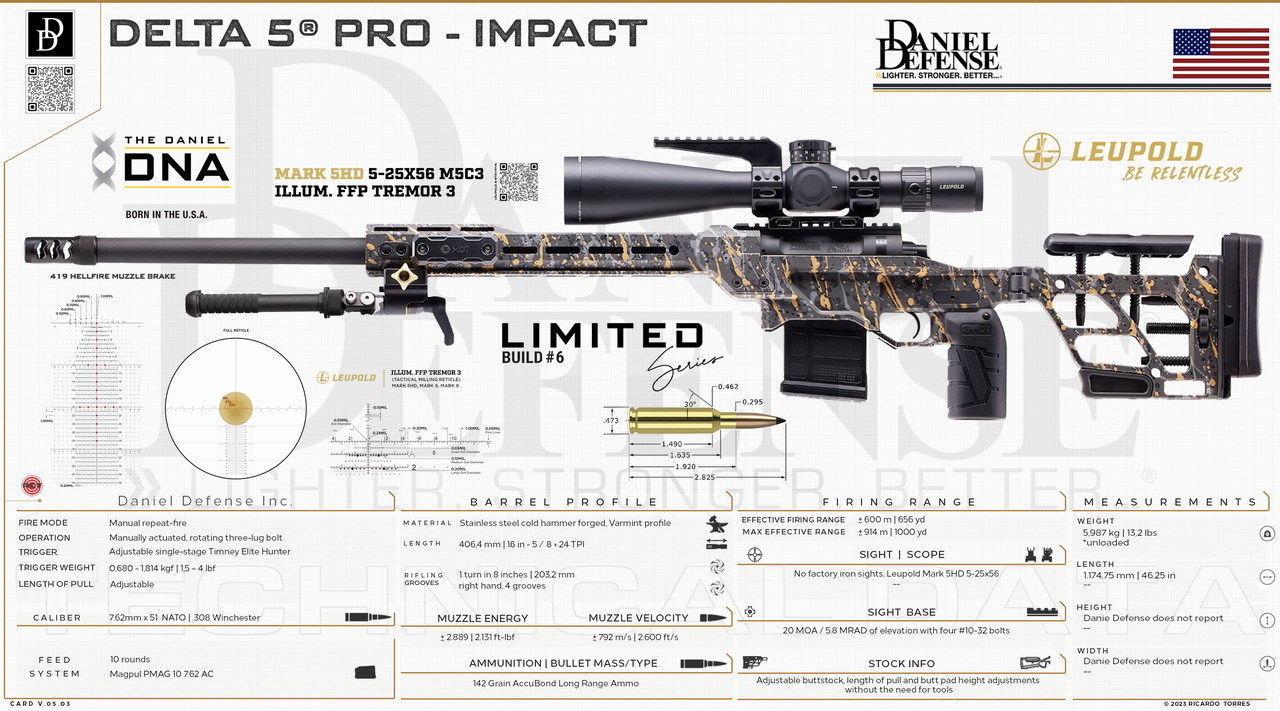 DELTA 5® PRO - IMPACT
DANIEL
DEFENSE®
LIGHTER. STRONGER. BETTER...®
THE DANIEL
DNA
BORN IN THE U.S.A.
MARK 5HD 5-25X56 M5C3
ILLUM. FFP TREMOR 3
LEUPOLD
LEUPOLD
BE RELENTLESS
MDT
419 HELLFIRE MUZZLE BRAKE
FULL RETICLE
LIMITED
BUILD #6
Series
LEUPOLD
ILLUM. FFP TREMOR 3
(TACTICAL MILLING RETICLE)
MARK 5HD, MARK 6, MARK 8
0.462
30°
0.295
.473
1.490
1.635
1.920
2.825
DANIEL
DEFENSE
LIGHTER. STRONGER. BETTER
TECHNICAL DATA
Daniel Defense Inc.
FIRE MODE Manual repeat-fire
OPERATION Manually actuated, rotating three-lug bolt
TRIGGER Adjustable single-stage Timney Elite Hunter
TRIGGER WEIGHT 0.680 - 1.814 kgf | 1,5 – 4 lbf
LENGTH OF PULL Adjustable
CALIBER 7.62mm x 51 NATO | .308 Winchester
FEED
SYSTEM
10 rounds
Magpul PMAG 10 7.62 AC
BARREL PROFILE
MATERIAL Stainless steel cold hammer forged, Varmint profile
LENGTH 406,4 mm | 16 in - 5 / 8 × 24 TPI
RIFLING
GROOVES
1 turn in 8 inches | 203,2 mm
right hand, 4 grooves
MUZZLE ENERGY
± 2.889 | 2.131 ft-lbf
MUZZLE VELOCITY
± 792 m/s | 2.600 ft/s
AMMUNITION | BULLET MASS/TYPE
142 Grain AccuBond Long Range Ammo
FIRING RANGE
EFFECTIVE FIRING RANGE ± 600 m | 656 yd
MAX EFFECTIVE RANGE ± 914 m | 1000 yd
SIGHT | SCOPE
No factory iron sights, Leupold Mark 5HD 5-25x56
--
SIGHT BASE
20 MOA / 5.8 MRAD of elevation with four #10-32 bolts
STOCK INFO
Adjustable buttstock, length of pull and butt pad height adjustments
without the need for tools
MEASUREMENTS
WEIGHT
5,987 kg | 13,2 lbs
*unloaded
LENGTH
1.174,75 mm | 46,25 in
--
HEIGHT
Danie Defense does not report
--
WIDTH
Danie Defense does not report
--
CARD V.05.03
© 2023 RICARDO TORRES